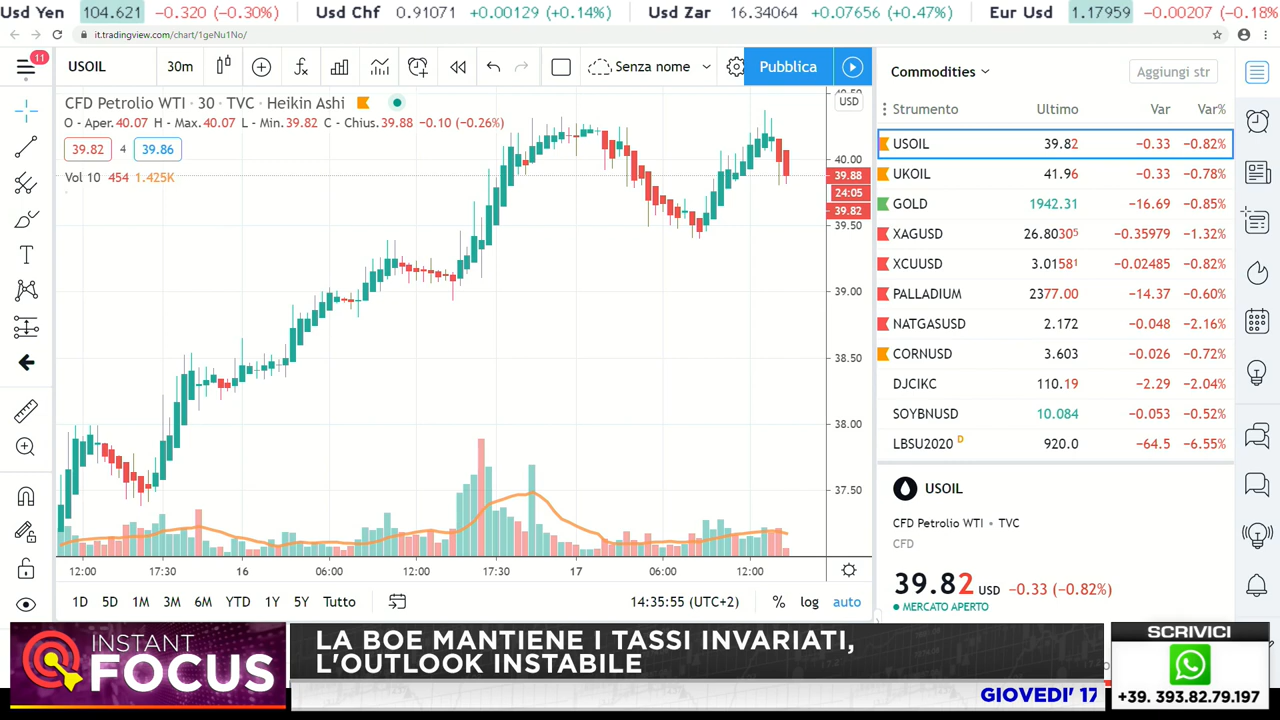 Usd Yen 104.621 −0.320 (−0.30%) Usd Chf 0.91071 +0.00129 (+0.14%) Usd Zar 16.34064 +0.07656 (+0.47%) Eur Usd 1.17959 −0.00207 (−0.18%
it.tradingview.com/chart/1geNu1No/
11
USOIL 30m Senza nome Pubblica
Commodities Aggiungi str
CFD Petrolio WTI · 30 · TVC · Heikin Ashi
O - Aper. 40.07 H - Max. 40.07 L - Min. 39.82 C - Chius. 39.88 −0.10 (−0.26%)
39.82 4 39.86
Vol 10 454 1.425K
40.50
USD
40.00
39.88
24:05
39.82
39.50
39.00
38.50
38.00
37.50
12:00 17:30 16 06:00 12:00 17:30 17 06:00 12:00
1D 5D 1M 3M 6M YTD 1Y 5Y Tutto 14:35:55 (UTC+2) % log auto
Strumento Ultimo Var Var%
USOIL 39.82 −0.33 −0.82%
UKOIL 41.96 −0.33 −0.78%
GOLD 1942.31 −16.69 −0.85%
XAGUSD 26.8030⁵ −0.35979 −1.32%
XCUUSD 3.0158¹ −0.02485 −0.82%
PALLADIUM 2377.00 −14.37 −0.60%
NATGASUSD 2.172 −0.048 −2.16%
CORNUSD 3.603 −0.026 −0.72%
DJCIKC 110.19 −2.29 −2.04%
SOYBNUSD 10.084 −0.053 −0.52%
LBSU2020 D 920.0 −64.5 −6.55%
USOIL
CFD Petrolio WTI • TVC
CFD
39.82 USD −0.33 (−0.82%)
MERCATO APERTO
INSTANT
FOCUS
LA BOE MANTIENE I TASSI INVARIATI,
L'OUTLOOK INSTABILE
GIOVEDI' 17
SCRIVICI
+39. 393.82.79.197